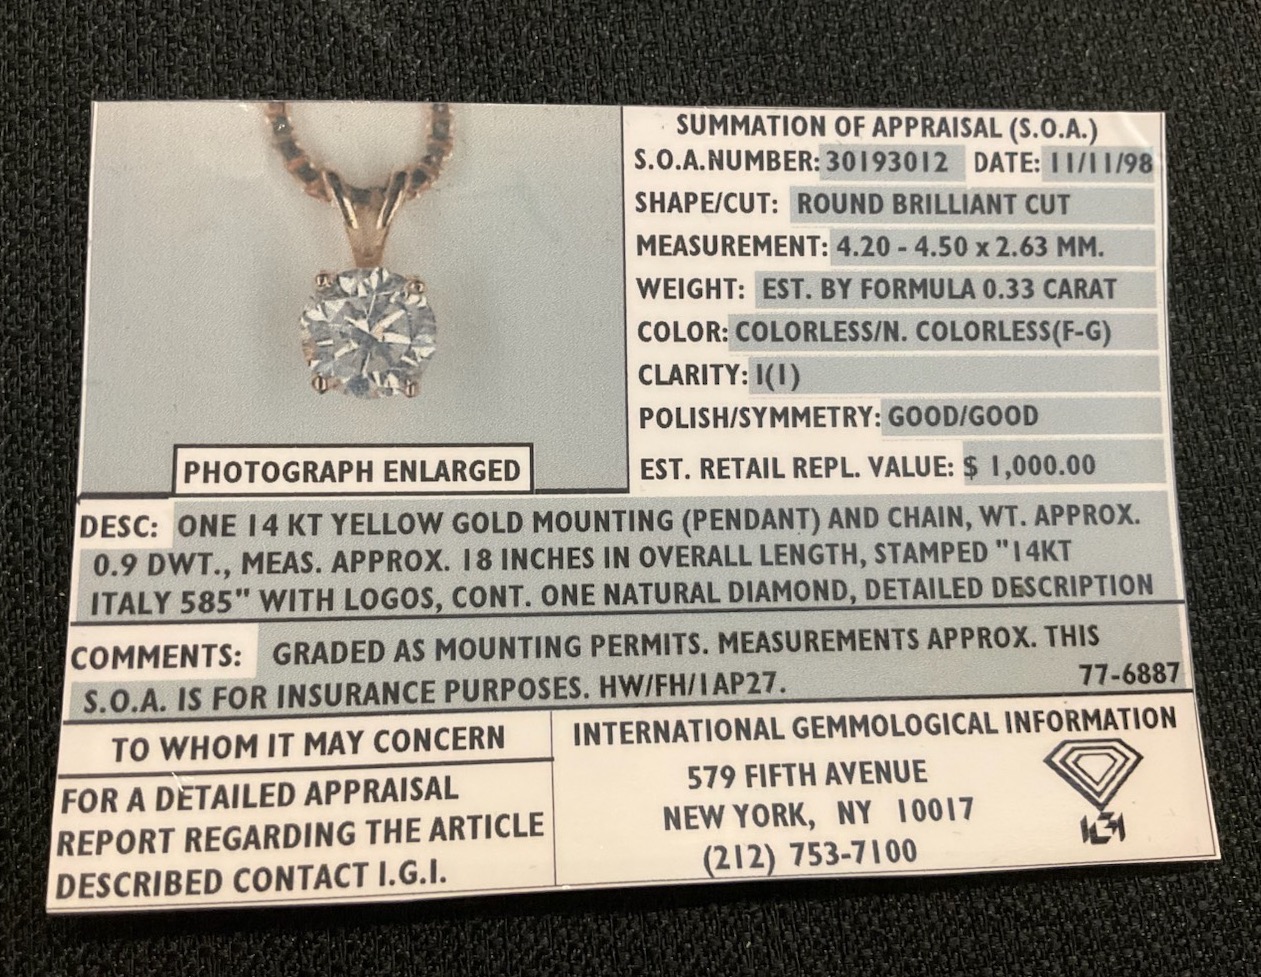 SUMMATION OF APPRAISAL (S.O.A.)
S.O.A.NUMBER: 30193012 DATE: 11/11/98
SHAPE/CUT: ROUND BRILLIANT CUT
MEASUREMENT: 4.20 - 4.50 x 2.63 MM.
WEIGHT: EST. BY FORMULA 0.33 CARAT
COLOR: COLORLESS/N. COLORLESS(F-G)
CLARITY: I(1)
POLISH/SYMMETRY: GOOD/GOOD
EST. RETAIL REPL. VALUE: $ 1,000.00
PHOTOGRAPH ENLARGED
DESC: ONE 14 KT YELLOW GOLD MOUNTING (PENDANT) AND CHAIN, WT. APPROX.
0.9 DWT., MEAS. APPROX. 18 INCHES IN OVERALL LENGTH, STAMPED "14KT
ITALY 585" WITH LOGOS, CONT. ONE NATURAL DIAMOND, DETAILED DESCRIPTION
COMMENTS: GRADED AS MOUNTING PERMITS. MEASUREMENTS APPROX. THIS
S.O.A. IS FOR INSURANCE PURPOSES. HW/FH/1AP27. 77-6887
TO WHOM IT MAY CONCERN
FOR A DETAILED APPRAISAL
REPORT REGARDING THE ARTICLE
DESCRIBED CONTACT I.G.I.
INTERNATIONAL GEMMOLOGICAL INFORMATION
579 FIFTH AVENUE
NEW YORK, NY 10017
(212) 753-7100